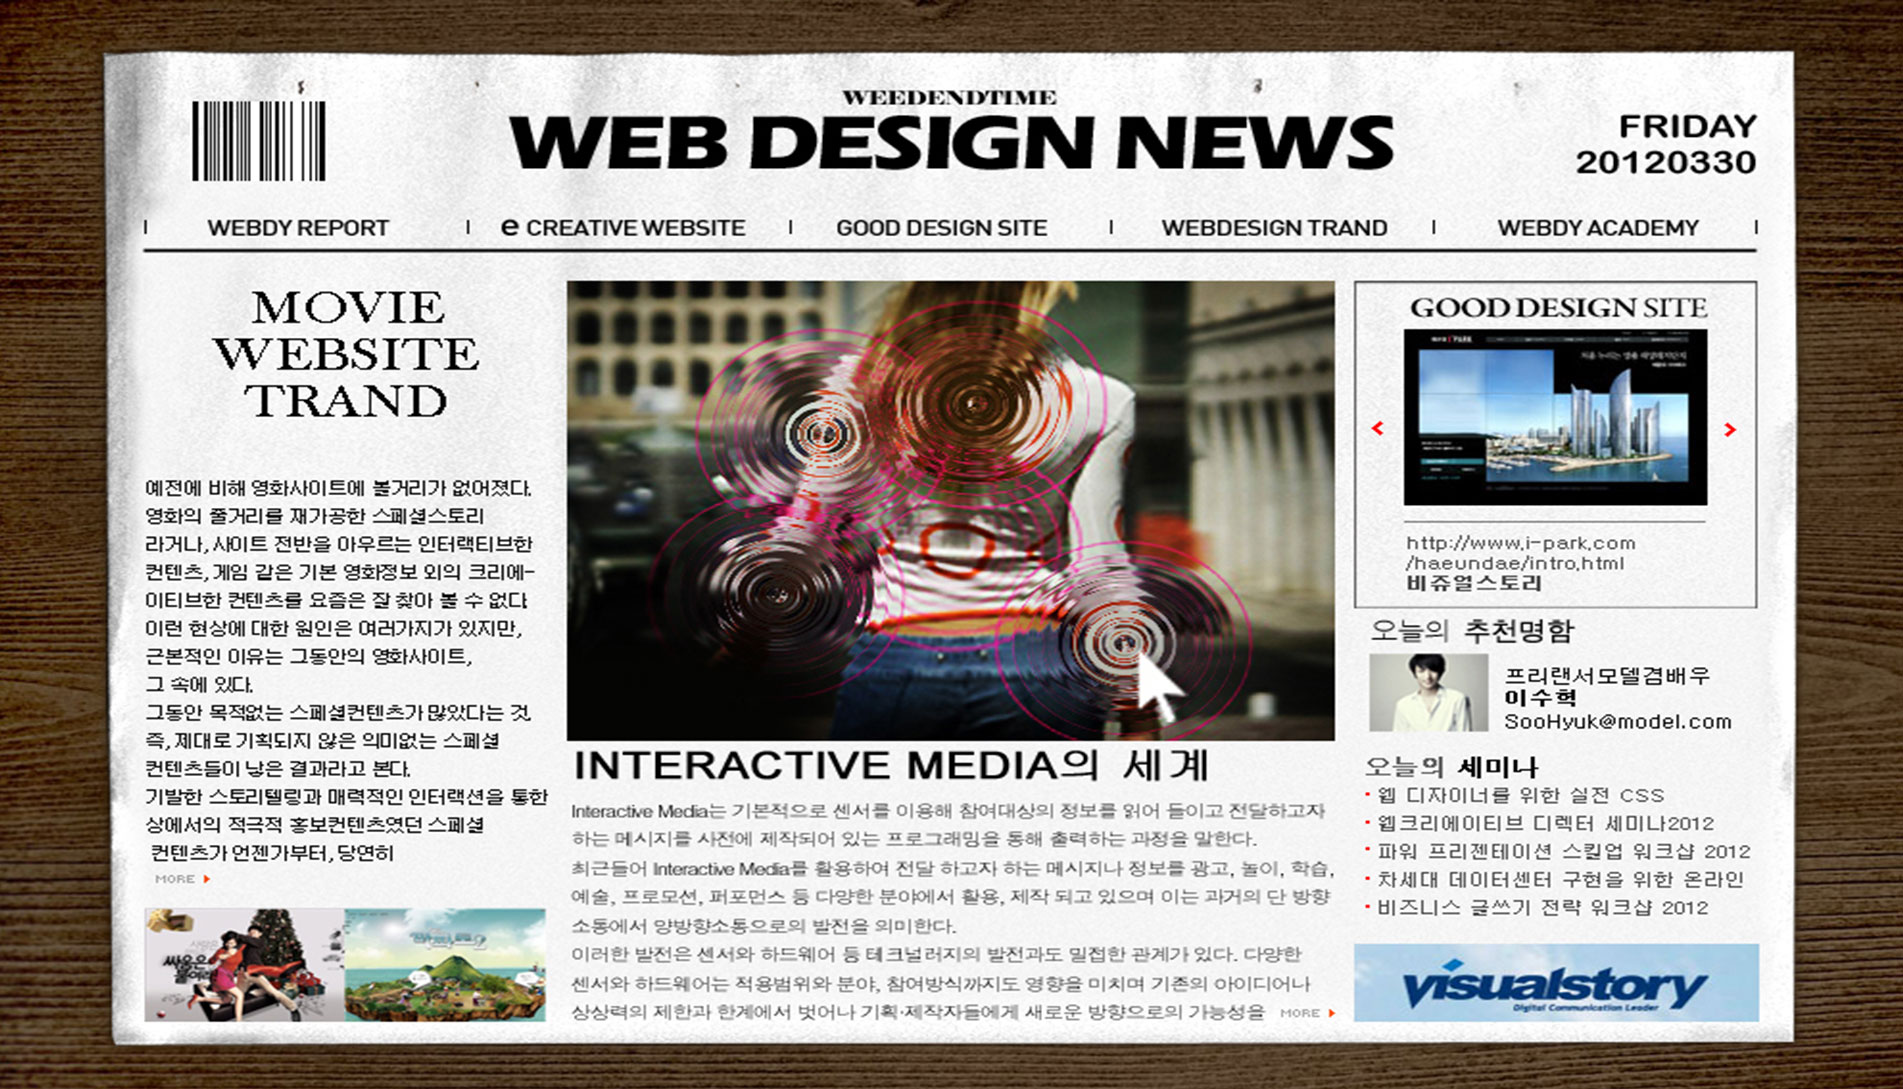 WEEDENDTIME
WEB DESIGN NEWS
FRIDAY
20120330
WEBDY REPORT
e CREATIVE WEBSITE
GOOD DESIGN SITE
WEBDESIGN TRAND
WEBDY ACADEMY
MOVIE
WEBSITE
TRAND
예전에 비해 영화사이트에 볼거리가 없어졌다.
영화의 줄거리를 재가공한 스페셜스토리
라거나, 사이트 전반을 아우르는 인터랙티브한
컨텐츠, 게임 같은 기본 영화정보 외의 크리에-
이티브한 컨텐츠를 요즘은 잘 찾아 볼 수 없다.
이런 현상에 대한 원인은 여러가지가 있지만,
근본적인 이유는 그동안의 영화사이트,
그 속에 있다.
그동안 목적없는 스페셜컨텐츠가 많았다는 것.
즉, 제대로 기획되지 않은 의미없는 스페셜
컨텐츠들이 낳은 결과라고 본다.
기발한 스토리텔링과 매력적인 인터랙션을 통한
상에서의 적극적 홍보컨텐츠였던 스페셜
컨텐츠가 언젠가부터, 당연히
MORE
INTERACTIVE MEDIA의 세계
Interactive Media는 기본적으로 센서를 이용해 참여대상의 정보를 읽어 들이고 전달하고자
하는 메시지를 사전에 제작되어 있는 프로그래밍을 통해 출력하는 과정을 말한다.
최근들어 Interactive Media를 활용하여 전달 하고자 하는 메시지나 정보를 광고, 놀이, 학습,
예술, 프로모션, 퍼포먼스 등 다양한 분야에서 활용, 제작 되고 있으며 이는 과거의 단 방향
소통에서 양방향소통으로의 발전을 의미한다.
이러한 발전은 센서와 하드웨어 등 테크널러지의 발전과도 밀접한 관계가 있다. 다양한
센서와 하드웨어는 적용범위와 분야, 참여방식까지도 영향을 미치며 기존의 아이디어나
상상력의 제한과 한계에서 벗어나 기획·제작자들에게 새로운 방향으로의 가능성을
MORE
GOOD DESIGN SITE
http://www.i-park.com
/haeundae/intro.html
비쥬얼스토리
오늘의 추천명함
프리랜서모델겸배우
이수혁
SooHyuk@model.com
오늘의 세미나
웹 디자이너를 위한 실전 CSS
웹크리에이티브 디렉터 세미나2012
파워 프리젠테이션 스킬업 워크샵 2012
차세대 데이터센터 구현을 위한 온라인
비즈니스 글쓰기 전략 워크샵 2012
visualstory
Digital Communication Leader